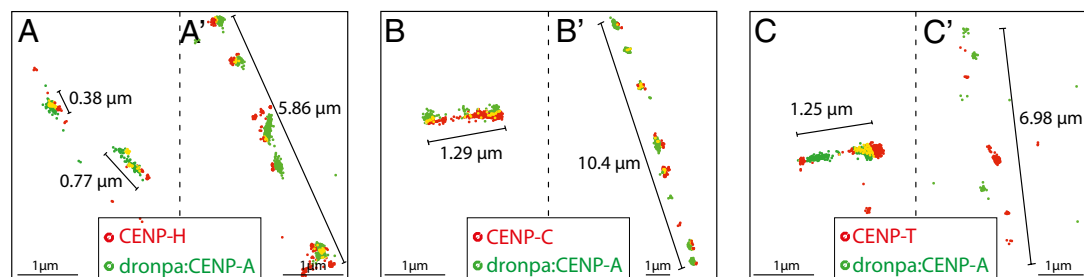 A
A'
0.38 µm
0.77 µm
5.86 µm
CENP-H
dronpa:CENP-A
1µm
1µm
B
B'
1.29 µm
10.4 µm
CENP-C
dronpa:CENP-A
1µm
1µm
C
C'
1.25 µm
6.98 µm
CENP-T
dronpa:CENP-A
1µm
1µm